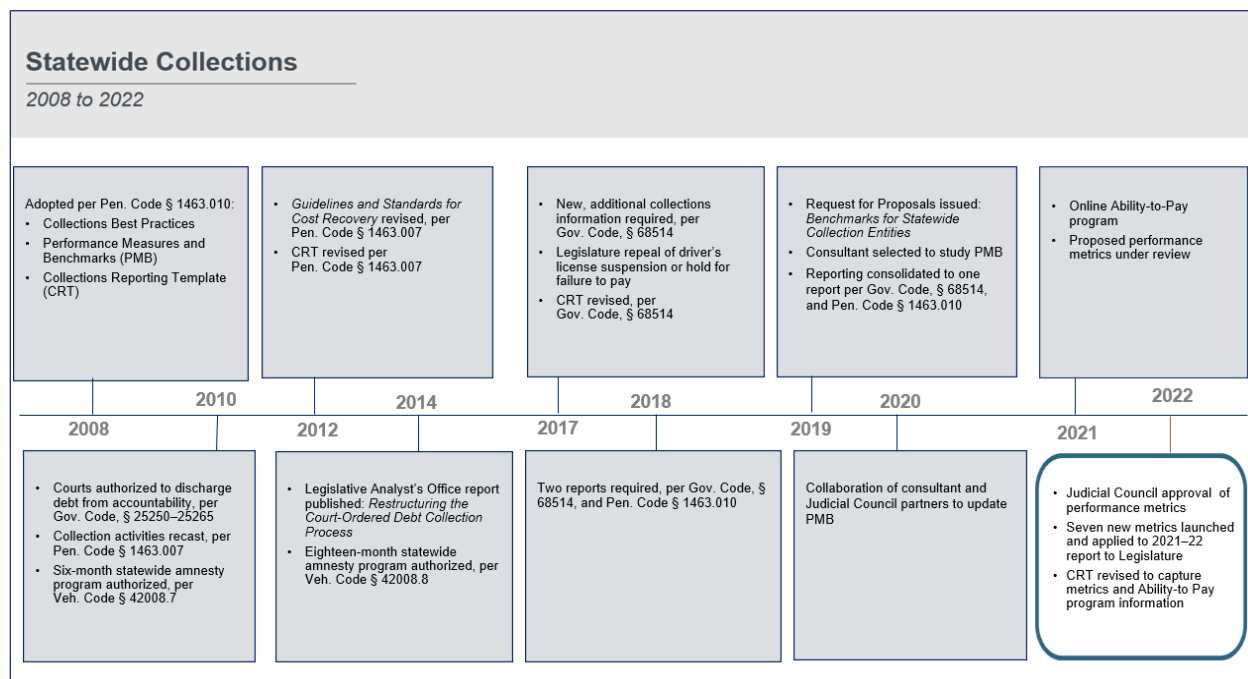 Statewide Collections
2008 to 2022
Adopted per Pen. Code § 1463.010:
• Collections Best Practices
• Performance Measures and
Benchmarks (PMB)
• Collections Reporting Template
(CRT)
• Guidelines and Standards for
Cost Recovery revised, per
Pen. Code § 1463.007
• CRT revised per
Pen. Code § 1463.007
• New, additional collections
information required, per
Gov. Code, § 68514
• Legislature repeal of driver's
license suspension or hold for
failure to pay
• CRT revised, per
Gov. Code, § 68514
• Request for Proposals issued:
Benchmarks for Statewide
Collection Entities
• Consultant selected to study PMB
• Reporting consolidated to one
report per Gov. Code, § 68514,
and Pen. Code § 1463.010
• Online Ability-to-Pay
program
• Proposed performance
metrics under review
2010
2014
2018
2020
2022
2008
2012
2017
2019
2021
• Courts authorized to discharge
debt from accountability, per
Gov. Code, § 25250–25265
• Collection activities recast, per
Pen. Code § 1463.007
• Six-month statewide amnesty
program authorized, per
Veh. Code § 42008.7
• Legislative Analyst's Office report
published: Restructuring the
Court-Ordered Debt Collection
Process
• Eighteen-month statewide
amnesty program authorized, per
Veh. Code § 42008.8
Two reports required, per Gov. Code, §
68514, and Pen. Code § 1463.010
Collaboration of consultant and
Judicial Council partners to update
PMB
• Judicial Council approval of
performance metrics
• Seven new metrics launched
and applied to 2021–22
report to Legislature
• CRT revised to capture
metrics and Ability-to Pay
program information